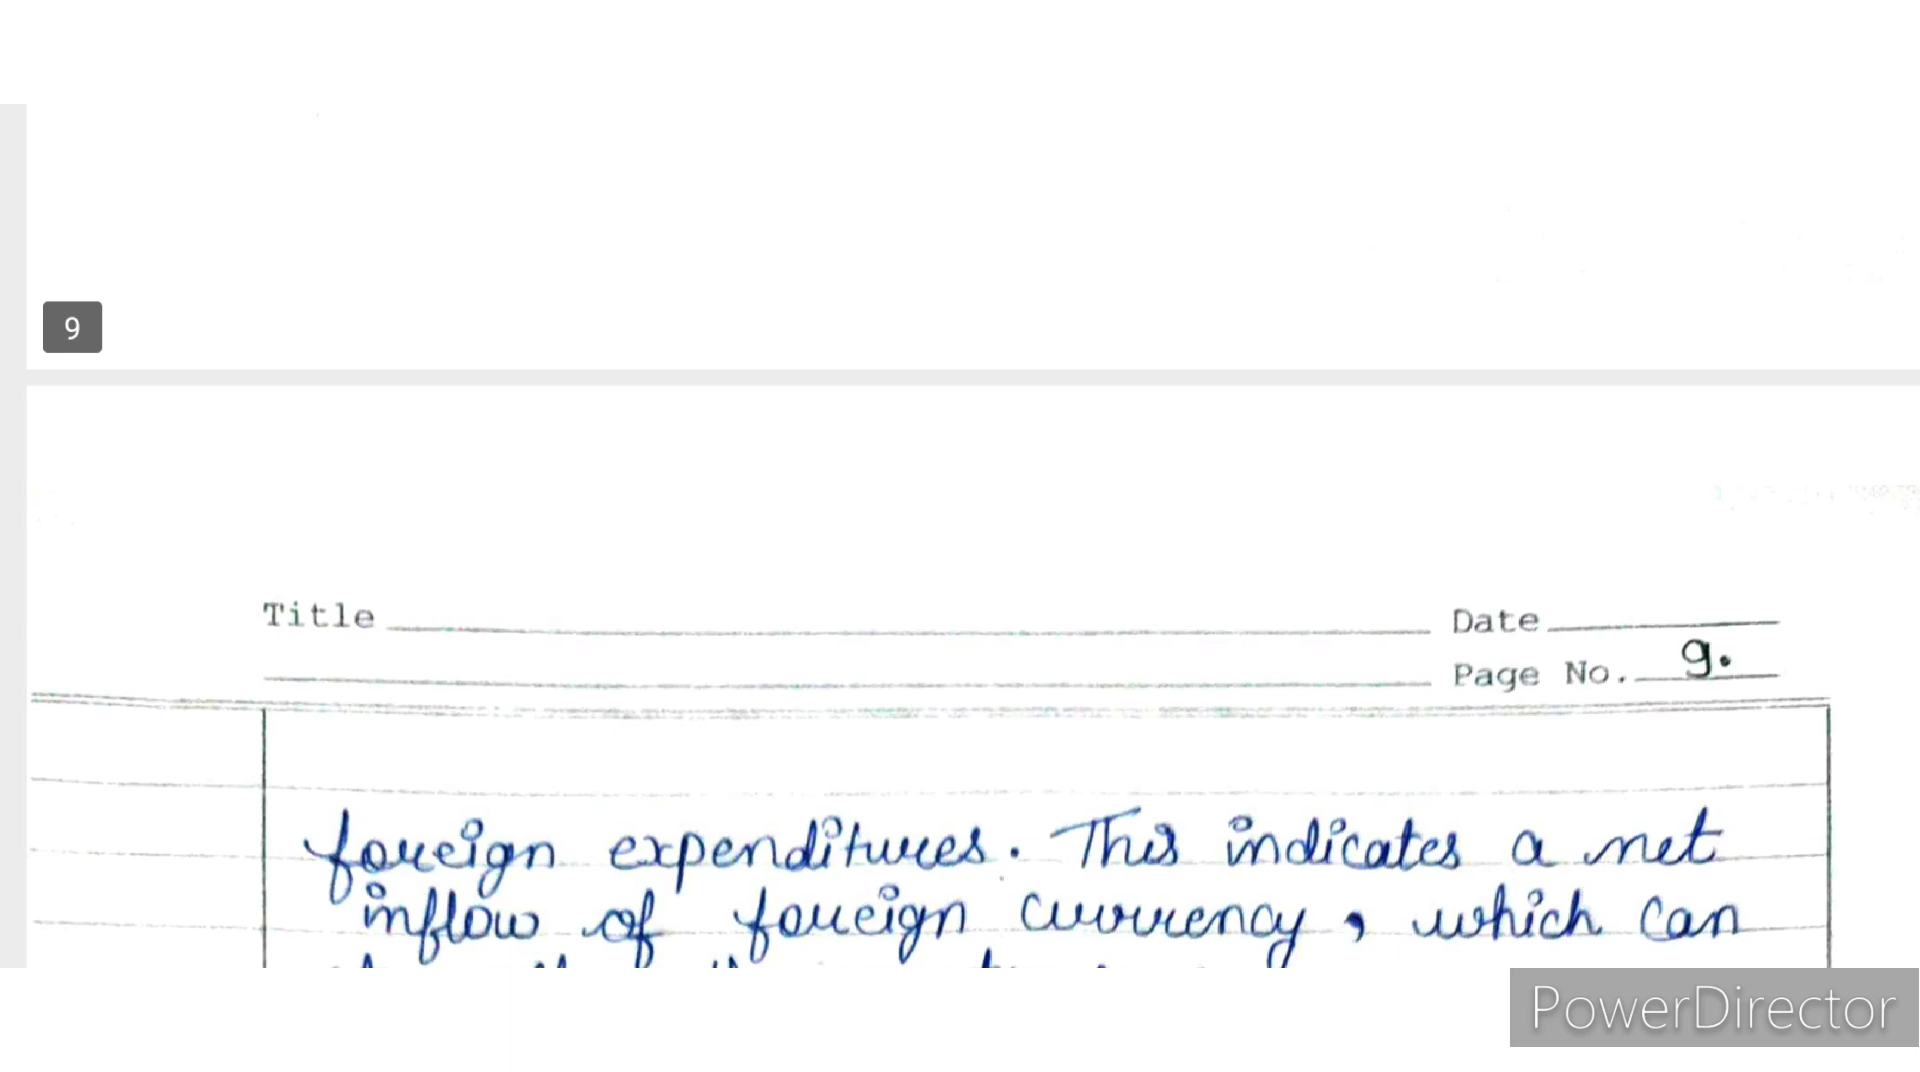 9
Title
Date
Page No. 9.
foreign expenditures. This indicates a net
inflow of foreign currency, which can
PowerDirector